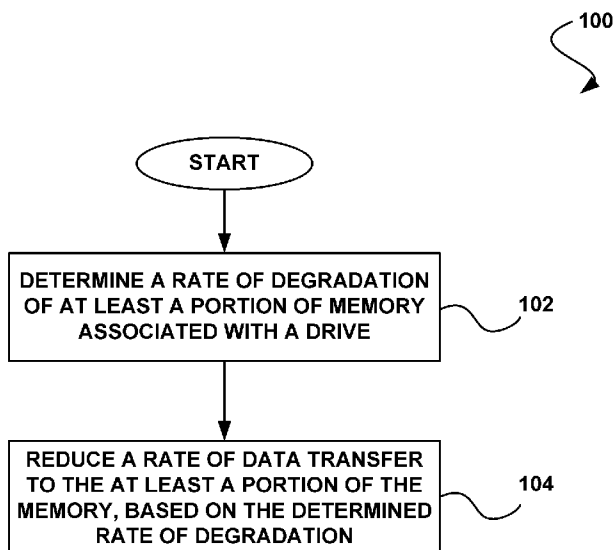 100
START
DETERMINE A RATE OF DEGRADATION
OF AT LEAST A PORTION OF MEMORY
ASSOCIATED WITH A DRIVE
102
REDUCE A RATE OF DATA TRANSFER
TO THE AT LEAST A PORTION OF THE
MEMORY, BASED ON THE DETERMINED
RATE OF DEGRADATION
104